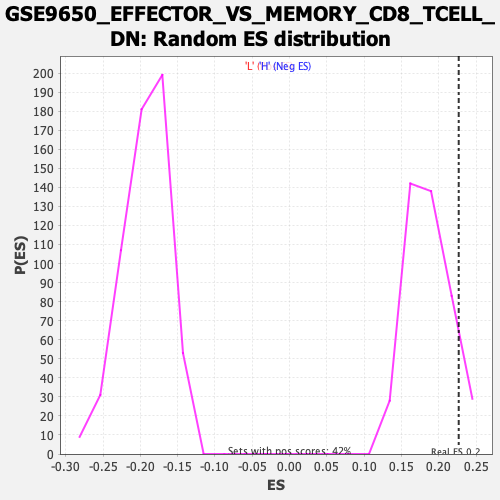 GSE9650_EFFECTOR_VS_MEMORY_CD8_TCELL_
DN: Random ES distribution
'L' ('H' (Neg ES)
200
190
180
170
160
150
140
130
120
110
100
90
80
70
60
50
40
30
20
10
0
P(ES)
Sets with pos scores: 42%
Real ES 0.2
-0.30 -0.25 -0.20 -0.15 -0.10 -0.05 0.00 0.05 0.10 0.15 0.20 0.25
ES